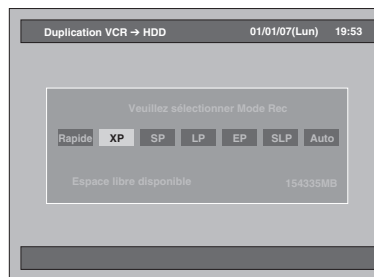 Duplication VCR → HDD 01/01/07(Lun) 19:53
Veuillez sélectionner Mode Rec
Rapide XP SP LP EP SLP Auto
Espace libre disponible 154335MB